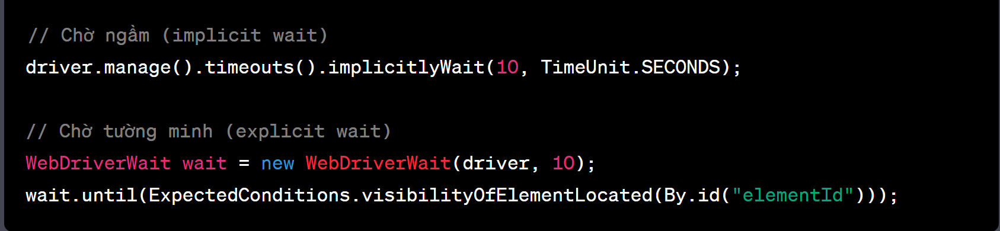 // Chờ ngầm (implicit wait)
driver.manage().timeouts().implicitlyWait(10, TimeUnit.SECONDS);
// Chờ tường minh (explicit wait)
WebDriverWait wait = new WebDriverWait(driver, 10);
wait.until(ExpectedConditions.visibilityOfElementLocated(By.id("elementId")));